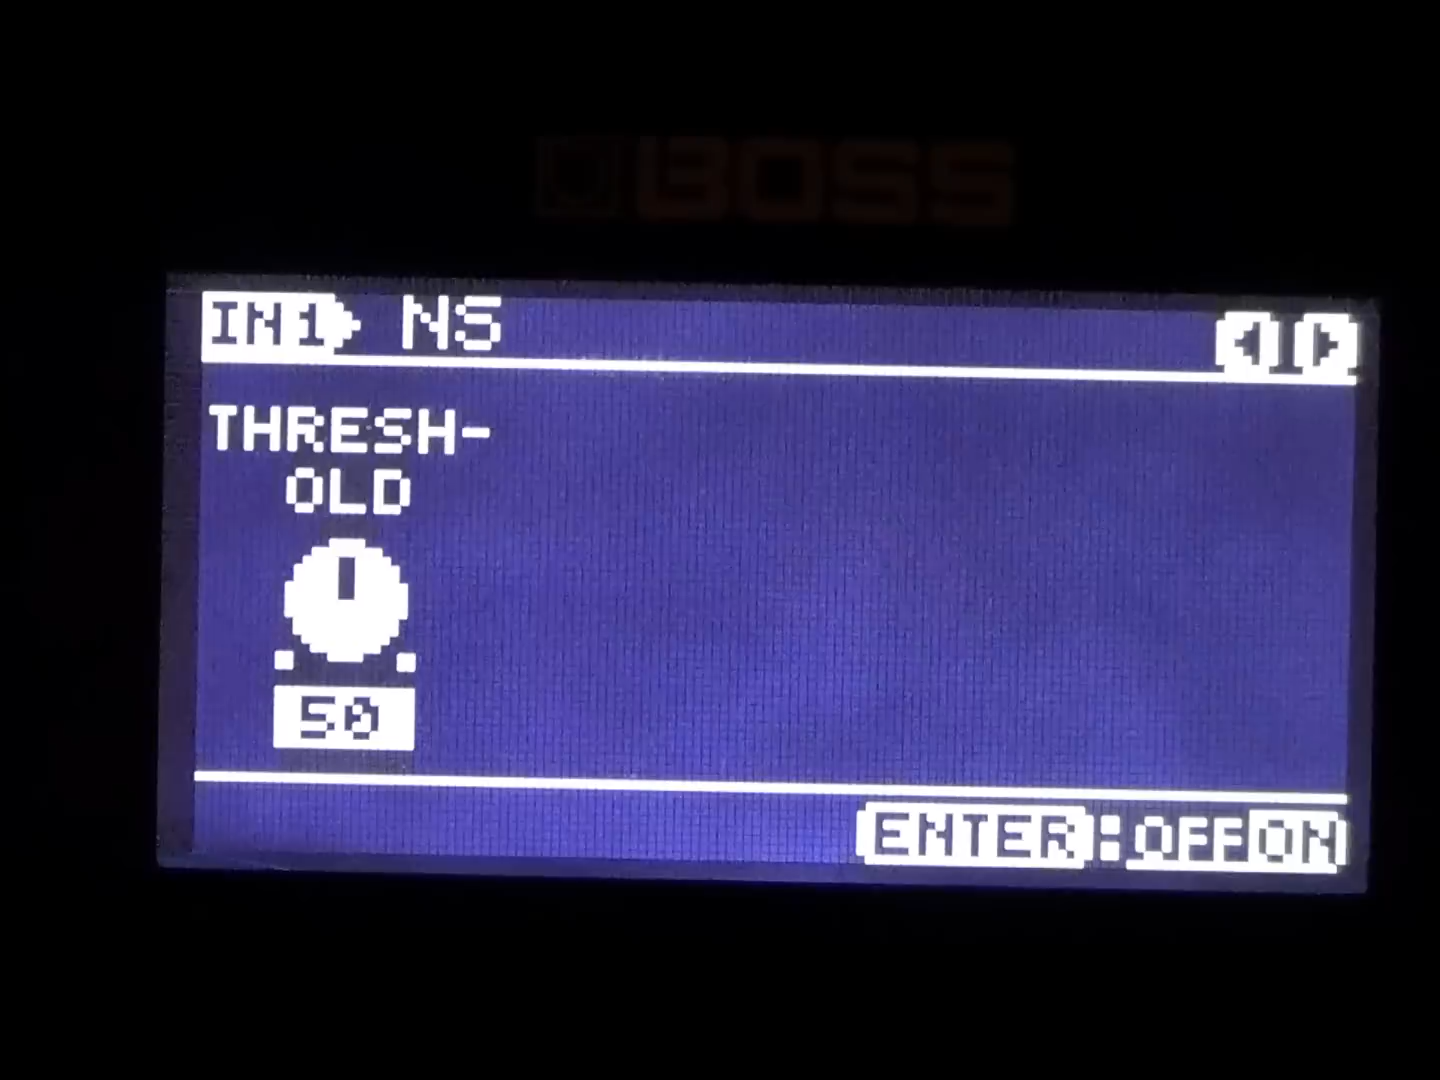 BOSS
IN1 NS
THRESH-
OLD
50
ENTER:OFF ON